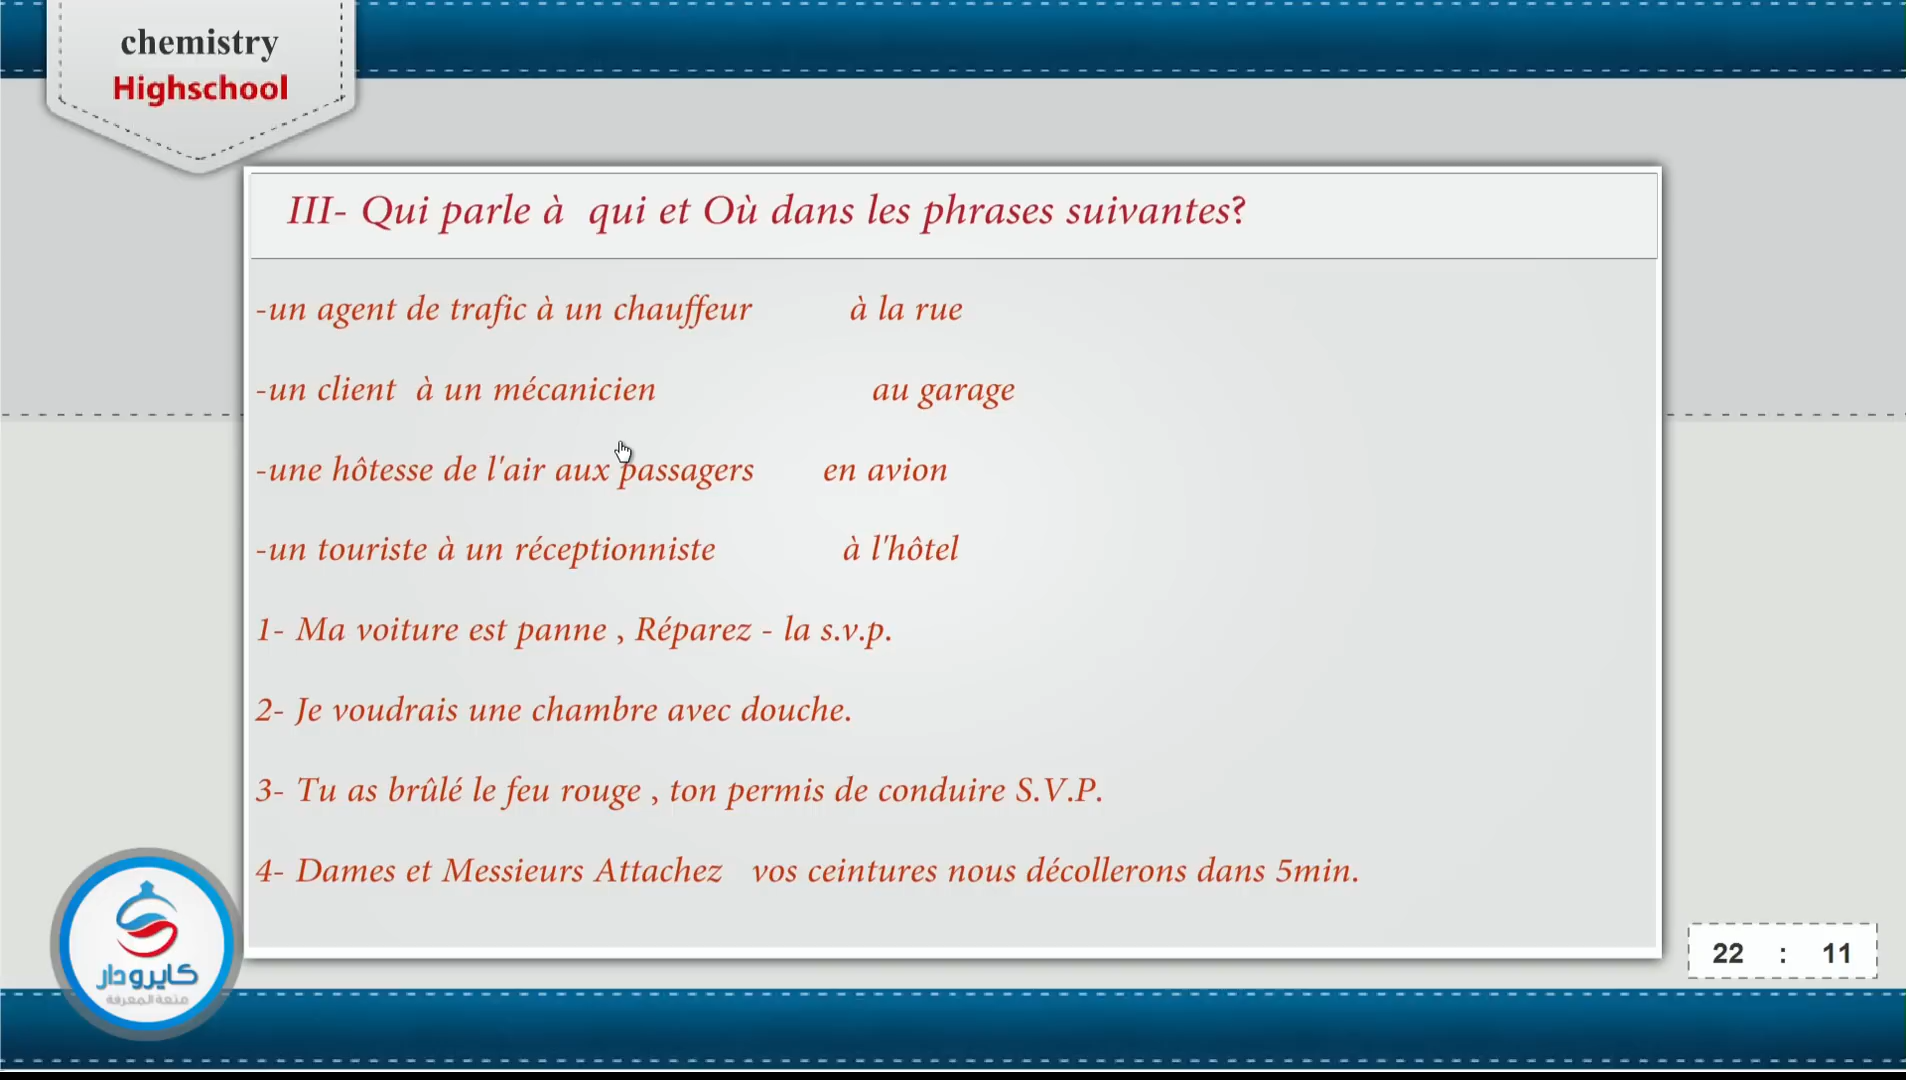 chemistry
Highschool
III- Qui parle à qui et Où dans les phrases suivantes?
-un agent de trafic à un chauffeur à la rue
-un client à un mécanicien au garage
-une hôtesse de l'air aux passagers en avion
-un touriste à un réceptionniste à l'hôtel
1- Ma voiture est panne , Réparez - la s.v.p.
2- Je voudrais une chambre avec douche.
3- Tu as brûlé le feu rouge , ton permis de conduire S.V.P.
4- Dames et Messieurs Attachez vos ceintures nous décollerons dans 5min.
كايرودار
متعة المعرفة
22 : 11